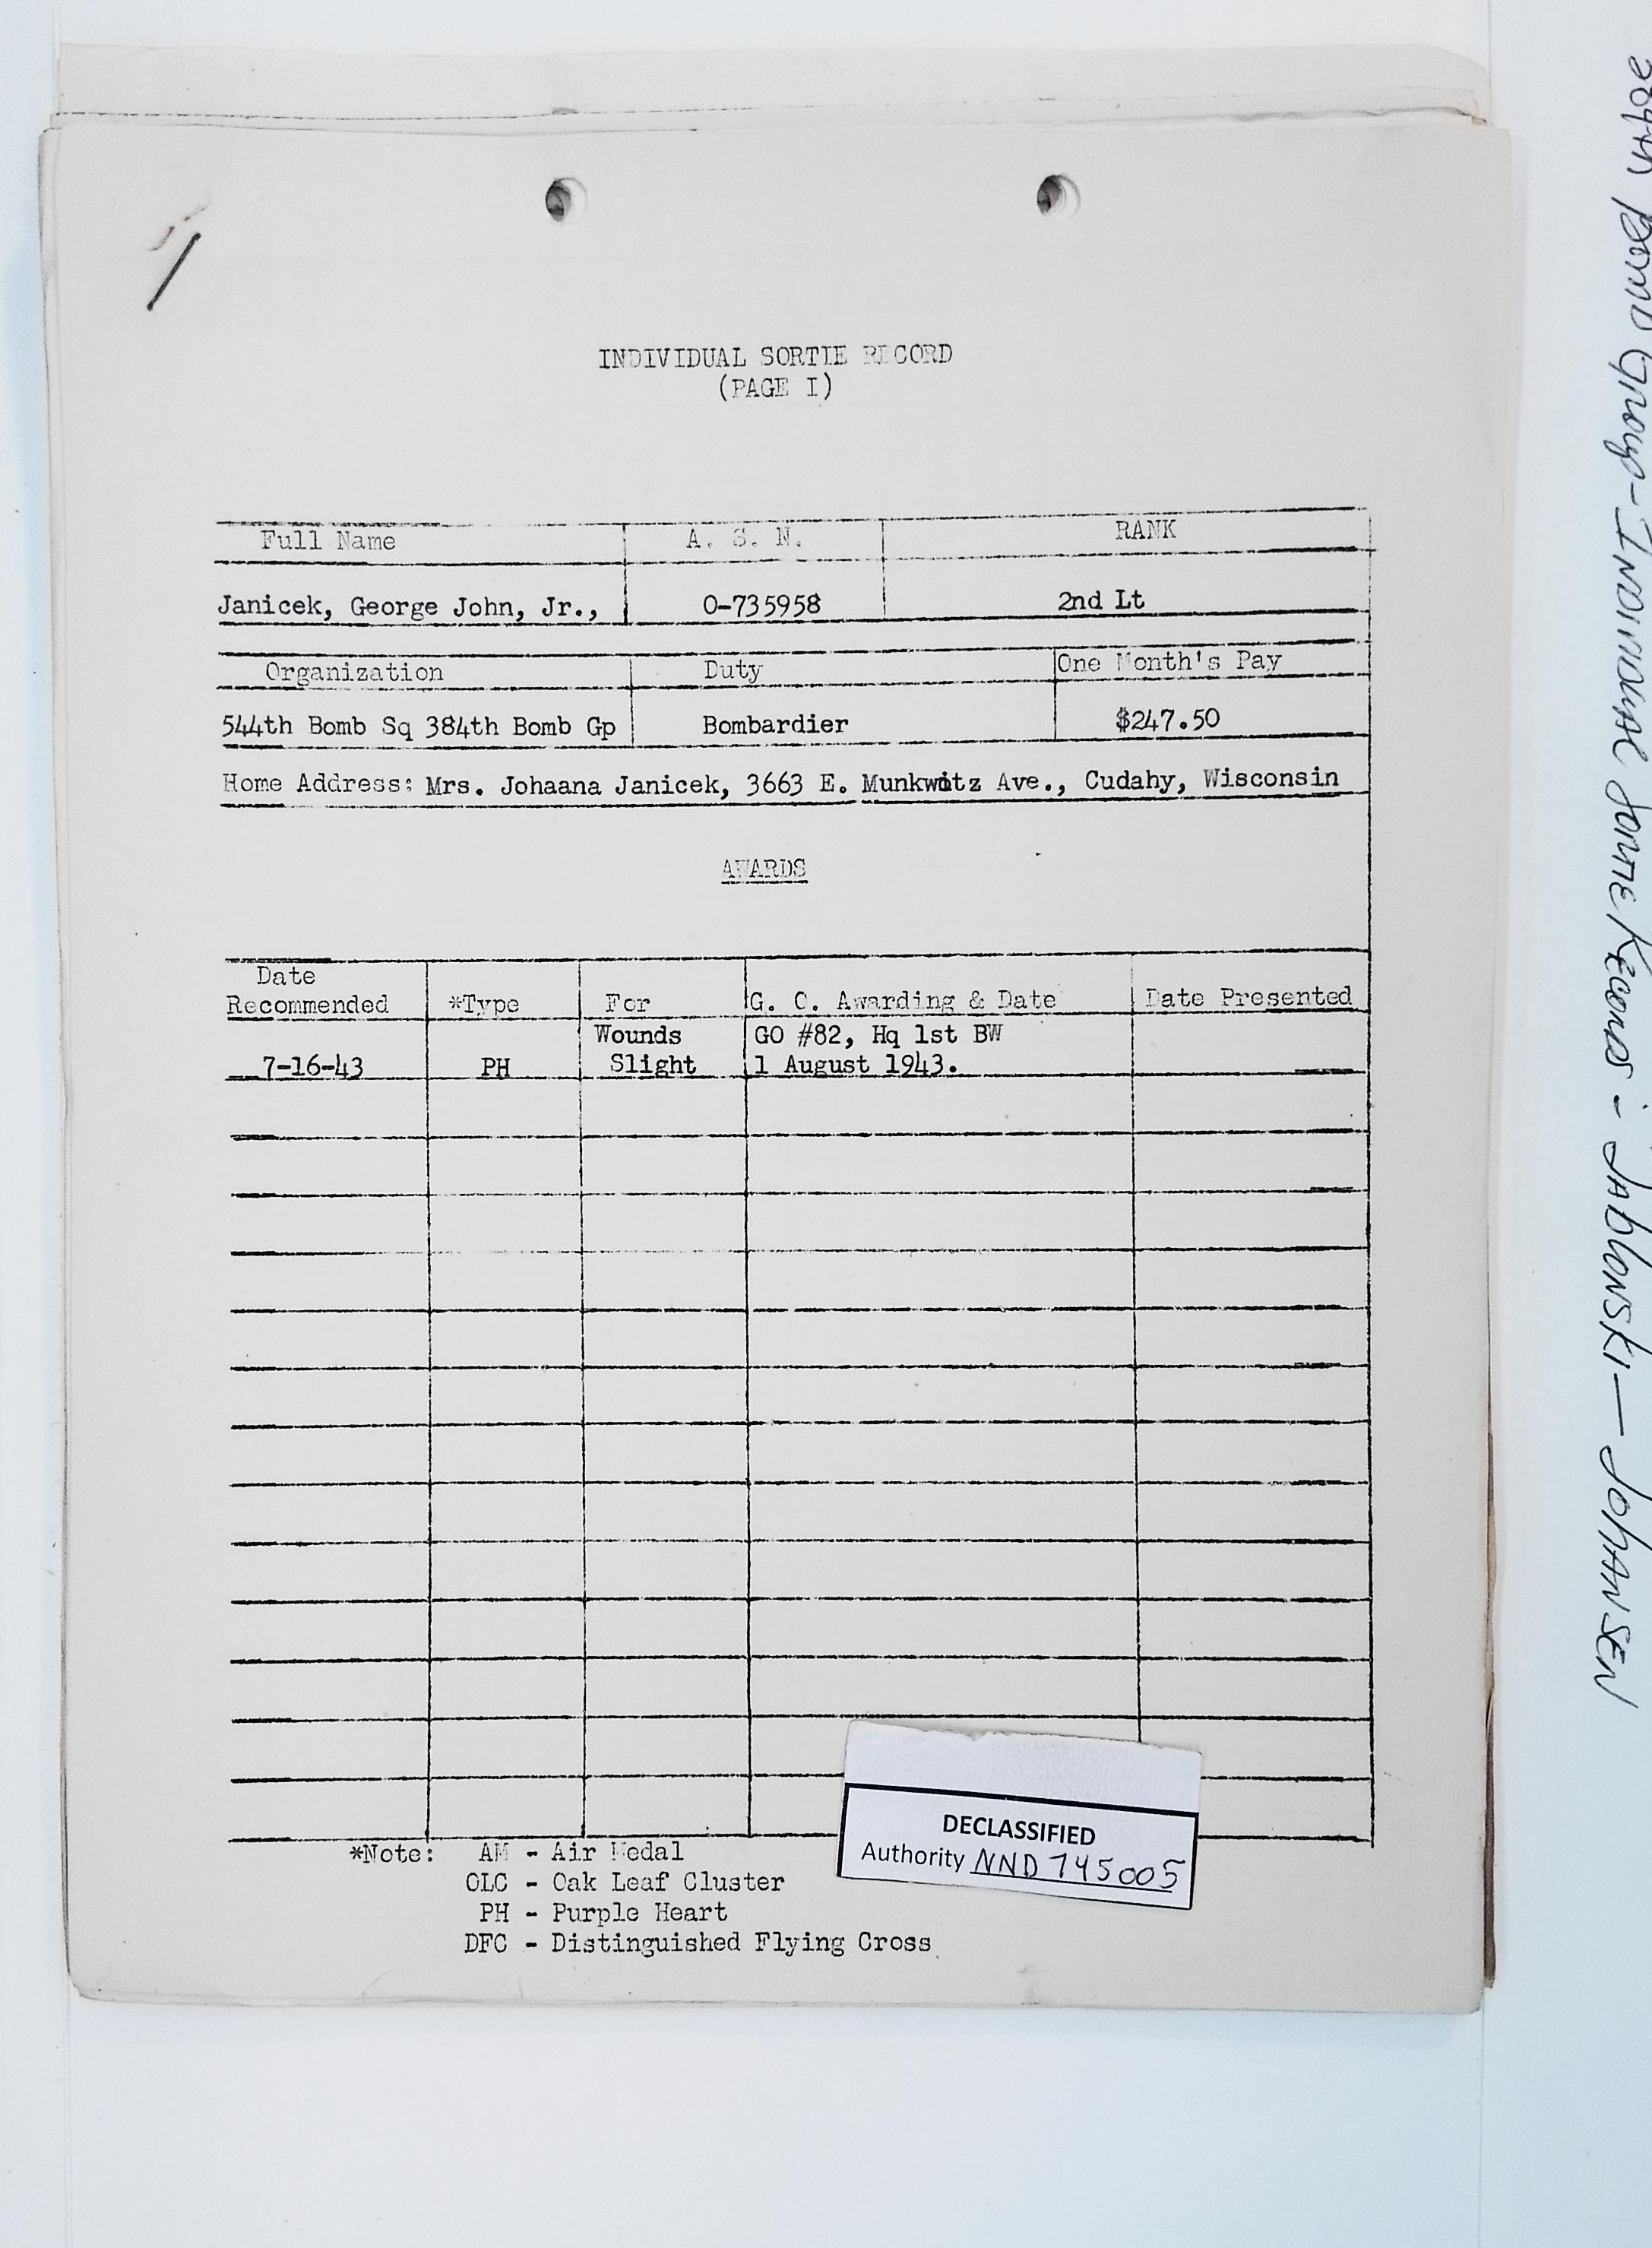 INDIVIDUAL SORTIE RECORD
(PAGE I)
Full Name A. S. N. RANK
Janicek, George John, Jr., O-735958 2nd Lt
Organization Duty One Month's Pay
544th Bomb Sq 384th Bomb Gp Bombardier $247.50
Home Address: Mrs. Johaana Janicek, 3663 E. Munkwitz Ave., Cudahy, Wisconsin
AWARDS
Date
Recommended *Type For G. O. Awarding & Date Date Presented
Wounds GO #82, Hq 1st BW
7-16-43 PH Slight 1 August 1943.
*Note: AM - Air Medal
OLC - Oak Leaf Cluster
PH - Purple Heart
DFC - Distinguished Flying Cross
DECLASSIFIED
Authority NND 745005
384th Bomb Group - Individual Sortie Records: - Jablonski — Johansen